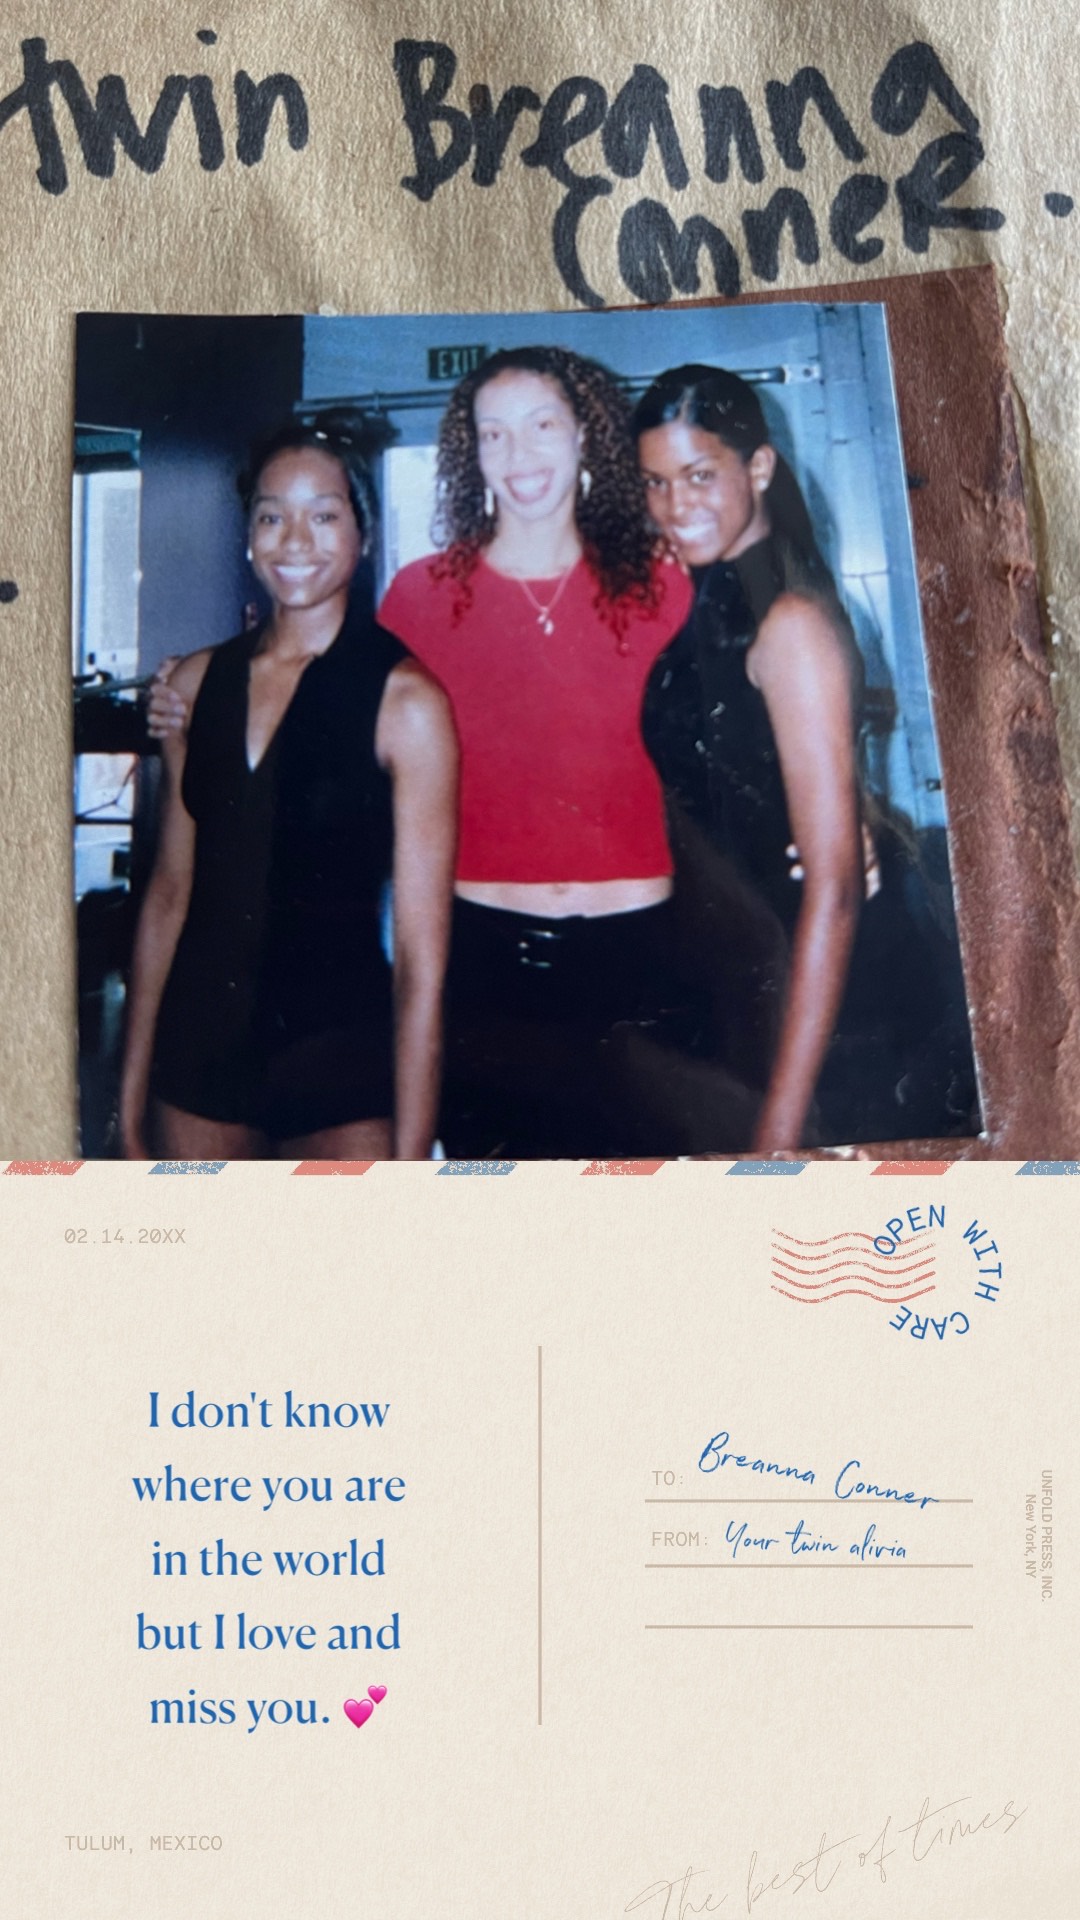 twin Breanna
Conner.
EXIT
02.14.20XX
OPEN WITH CARE
I don't know
where you are
in the world
but I love and
miss you. 💕
TO: Breanna Conner
FROM: Your twin alivia
UNFOLD PRESS, INC.
New York, NY
TULUM, MEXICO
The best of times